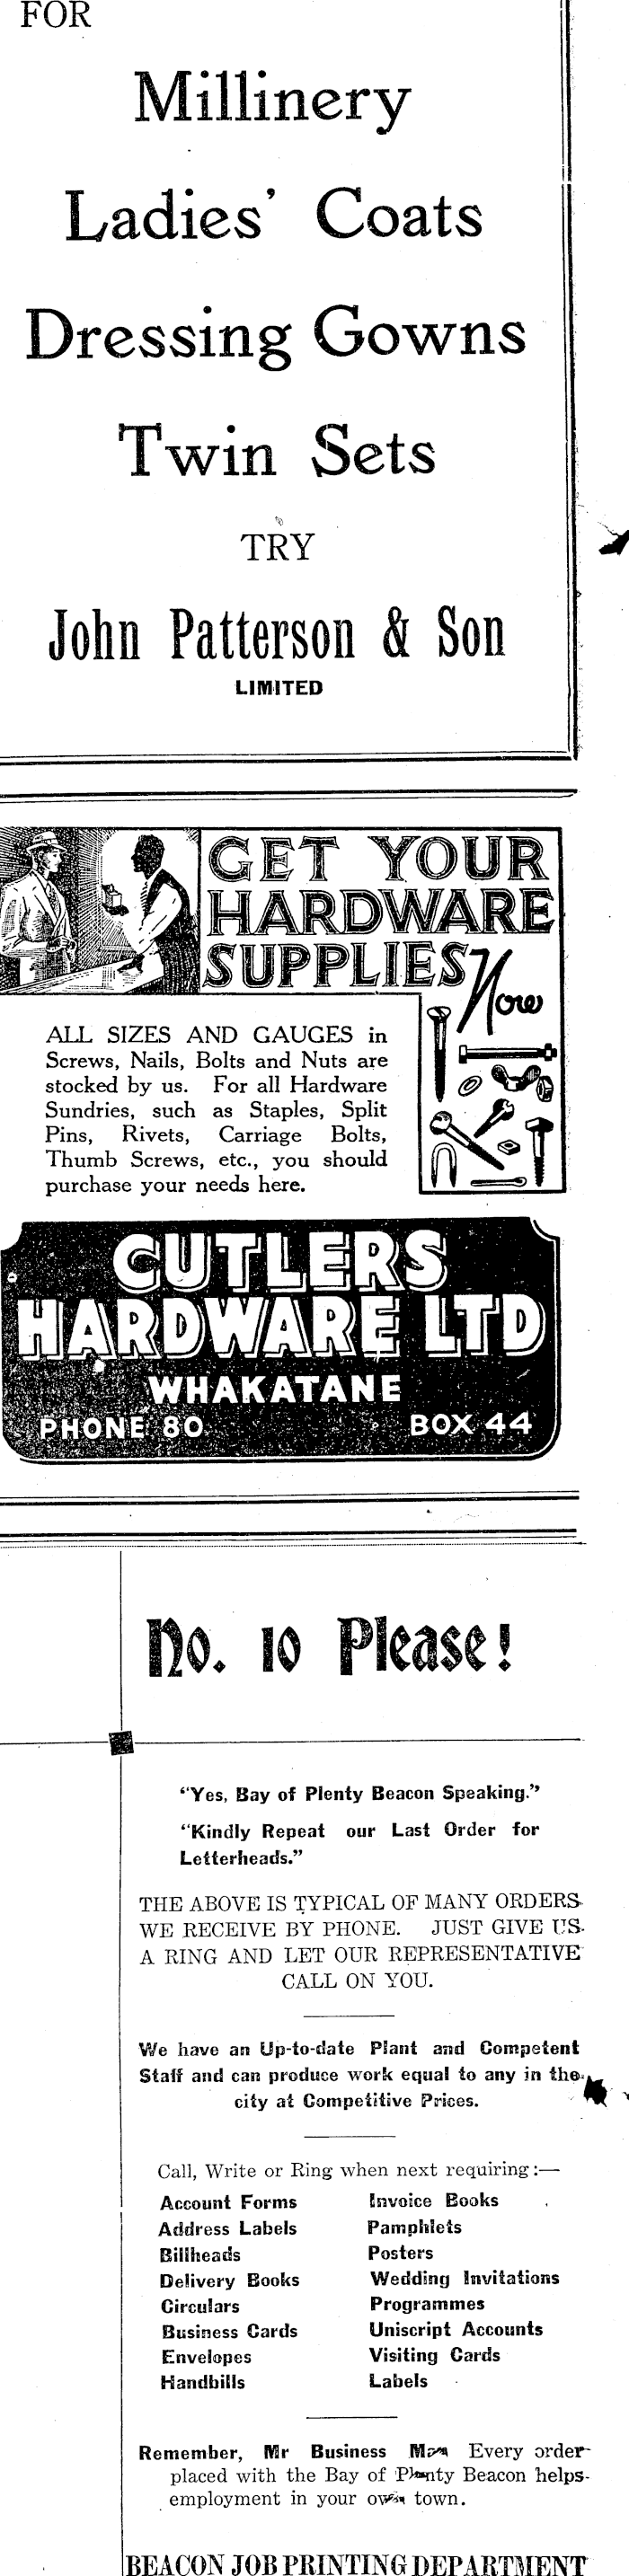 FOR
Millinery
Ladies' Coats
Dressing Gowns
Twin Sets
TRY
John Patterson & Son
LIMITED
GET YOUR
HARDWARE
SUPPLIES
Now
ALL SIZES AND GAUGES in
Screws, Nails, Bolts and Nuts are
stocked by us. For all Hardware
Sundries, such as Staples, Split
Pins, Rivets, Carriage Bolts,
Thumb Screws, etc., you should
purchase your needs here.
CUTLERS
HARDWARE LTD
WHAKATANE
PHONE 80 BOX 44
No. 10 Please!
"Yes, Bay of Plenty Beacon Speaking."
"Kindly Repeat our Last Order for
Letterheads."
THE ABOVE IS TYPICAL OF MANY ORDERS
WE RECEIVE BY PHONE. JUST GIVE US
A RING AND LET OUR REPRESENTATIVE
CALL ON YOU.
We have an Up-to-date Plant and Competent
Staff and can produce work equal to any in the
city at Competitive Prices.
Call, Write or Ring when next requiring:—
Account Forms Invoice Books
Address Labels Pamphlets
Billheads Posters
Delivery Books Wedding Invitations
Circulars Programmes
Business Cards Uniscript Accounts
Envelopes Visiting Cards
Handbills Labels
Remember, Mr Business Man Every order
placed with the Bay of Plenty Beacon helps
employment in your own town.
BEACON JOB PRINTING DEPARTMENT